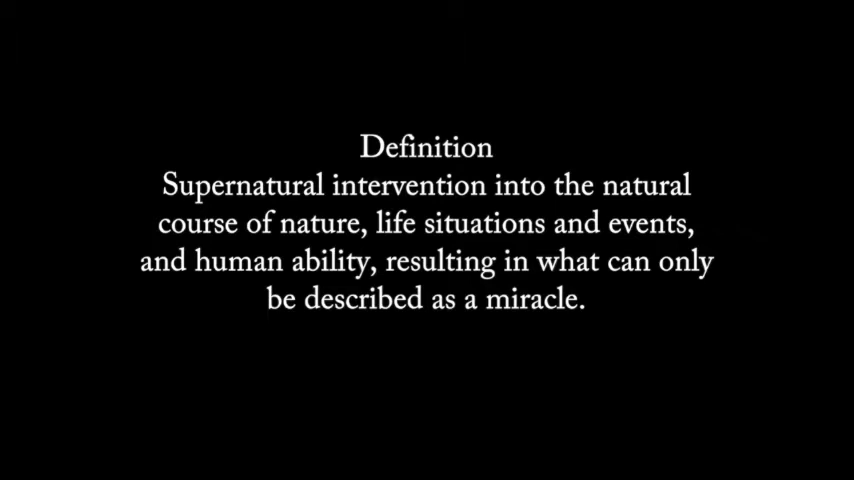 Definition
Supernatural intervention into the natural
course of nature, life situations and events,
and human ability, resulting in what can only
be described as a miracle.